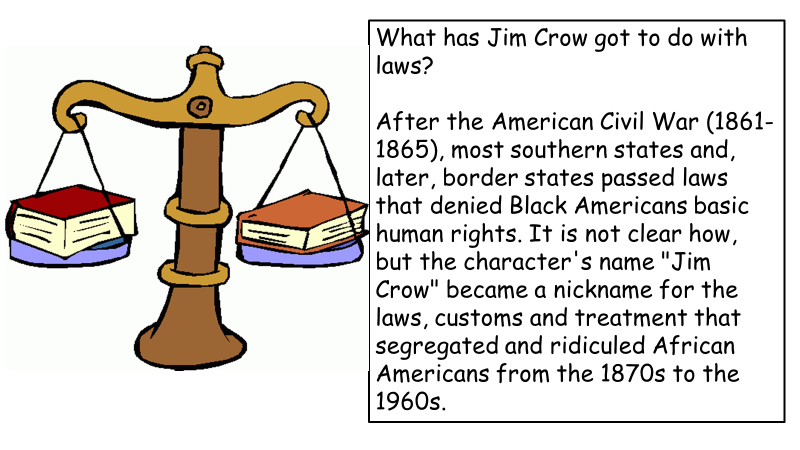 What has Jim Crow got to do with
laws?
After the American Civil War (1861-
1865), most southern states and,
later, border states passed laws
that denied Black Americans basic
human rights. It is not clear how,
but the character's name "Jim
Crow" became a nickname for the
laws, customs and treatment that
segregated and ridiculed African
Americans from the 1870s to the
1960s.